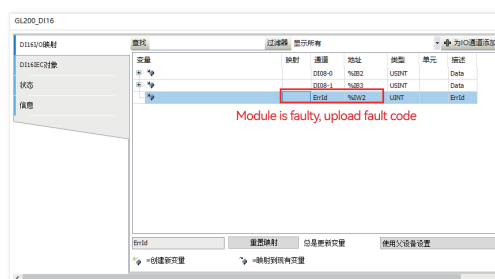 GL200_DI16
DI16I/O映射
DI16IEC对象
状态
信息
查找 过滤器 显示所有 为IO通道添加
变量 映射 通道 地址 类型 单元 描述
DI08-0 %IB2 USINT Data
DI08-1 %IB3 USINT Data
ErrId %IW2 UINT ErrId
Module is faulty, upload fault code
ErrId 重置映射 总是更新变量 使用父设备设置
=创建新变量 =映射到现有变量